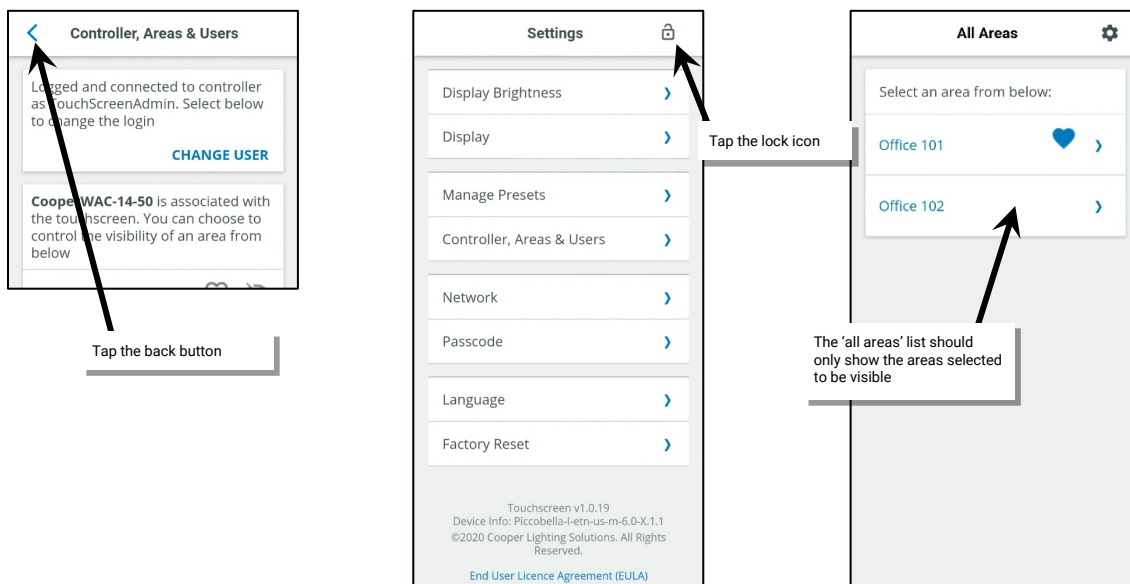 Controller, Areas & Users
Logged and connected to controller
as TouchScreenAdmin. Select below
to change the login
CHANGE USER
CooperWAC-14-50 is associated with
the touchscreen. You can choose to
control the visibility of an area from
below
Tap the back button
Settings
Display Brightness
Display
Manage Presets
Controller, Areas & Users
Network
Passcode
Language
Factory Reset
Touchscreen v1.0.19
Device Info: Piccobella-I-etn-us-m-6.0-X.1.1
©2020 Cooper Lighting Solutions. All Rights
Reserved.
End User Licence Agreement (EULA)
Tap the lock icon
All Areas
Select an area from below:
Office 101
Office 102
The ‘all areas’ list should
only show the areas selected
to be visible